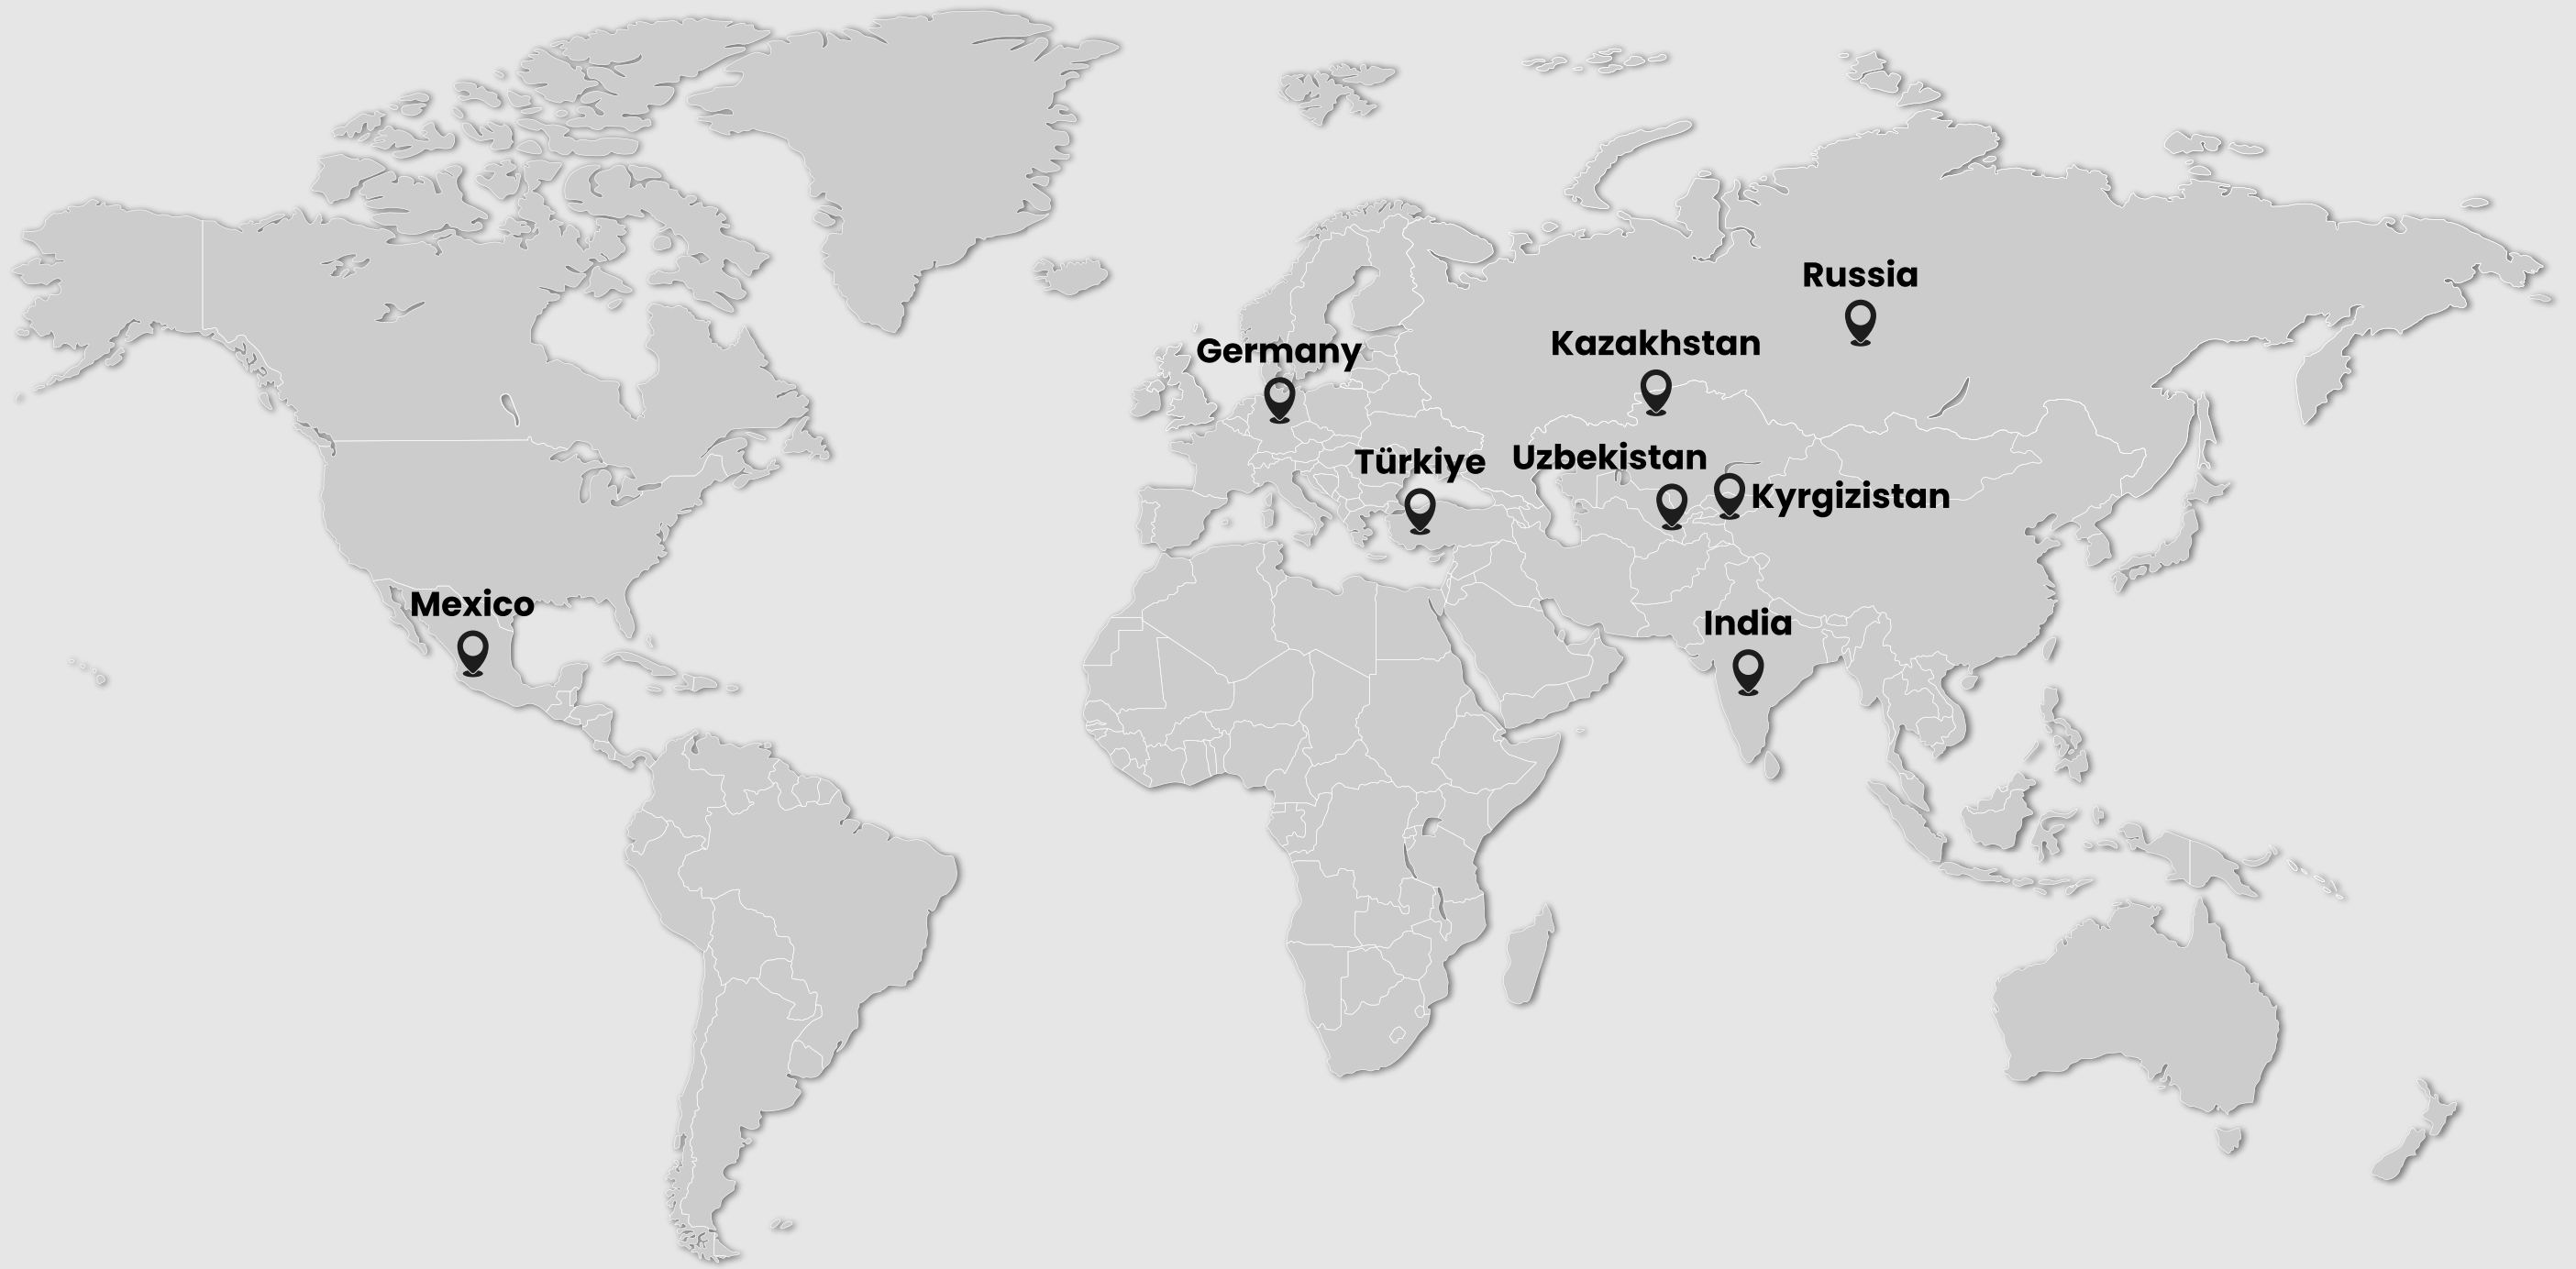 Russia
Kazakhstan
Germany
Türkiye
Uzbekistan
Kyrgizistan
Mexico
India